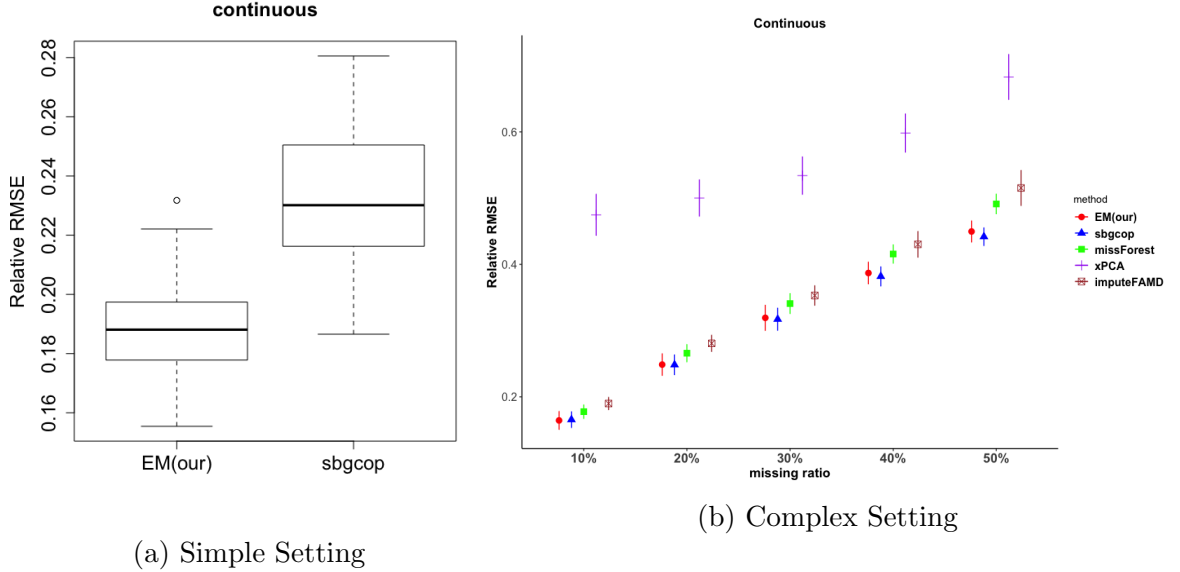 continuous
Relative RMSE
0.28
0.26
0.24
0.22
0.20
0.18
0.16
EM(our)
sbgcop
(a) Simple Setting
Continuous
Relative RMSE
0.6
0.4
0.2
10%
20%
30%
40%
50%
missing ratio
method
EM(our)
sbgcop
missForest
xPCA
imputeFAMD
(b) Complex Setting